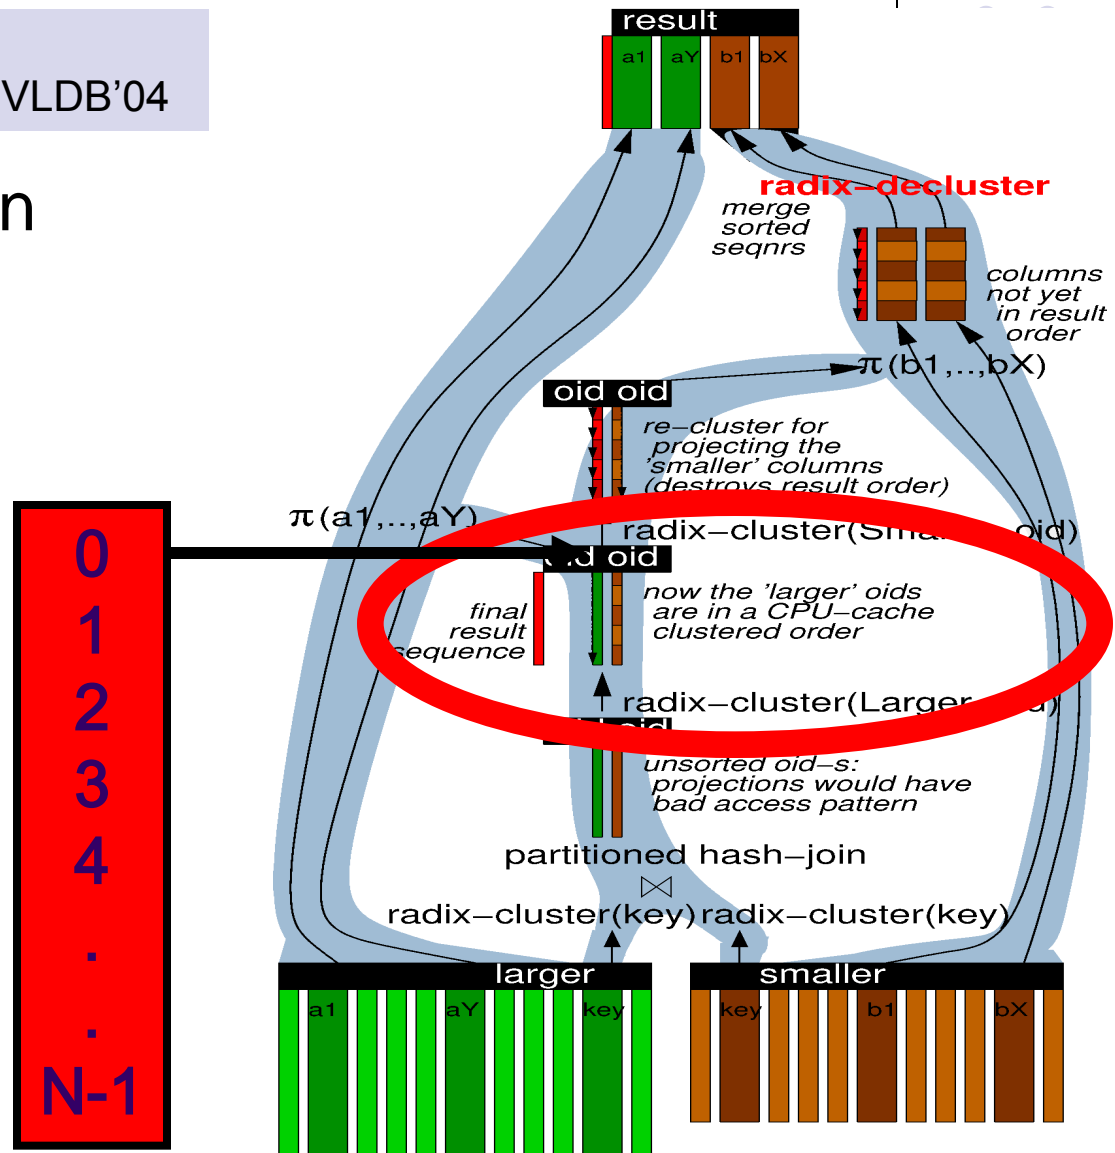 VLDB'04
n
result
a1 aY b1 bX
radix-decluster
merge
sorted
seqnrs
columns
not yet
in result
order
π(b1,..,bX)
oid oid
re-cluster for
projecting the
'smaller' columns
(destroys result order)
π(a1,..,aY)
radix-cluster(Sma oid)
oid
now the 'larger' oids
are in a CPU-cache
clustered order
final
result
sequence
radix-cluster(Larger
oid
unsorted oid-s:
projections would have
bad access pattern
partitioned hash-join
⋈
radix-cluster(key) radix-cluster(key)
larger
smaller
a1 aY key
key b1 bX
0
1
2
3
4
.
.
N-1